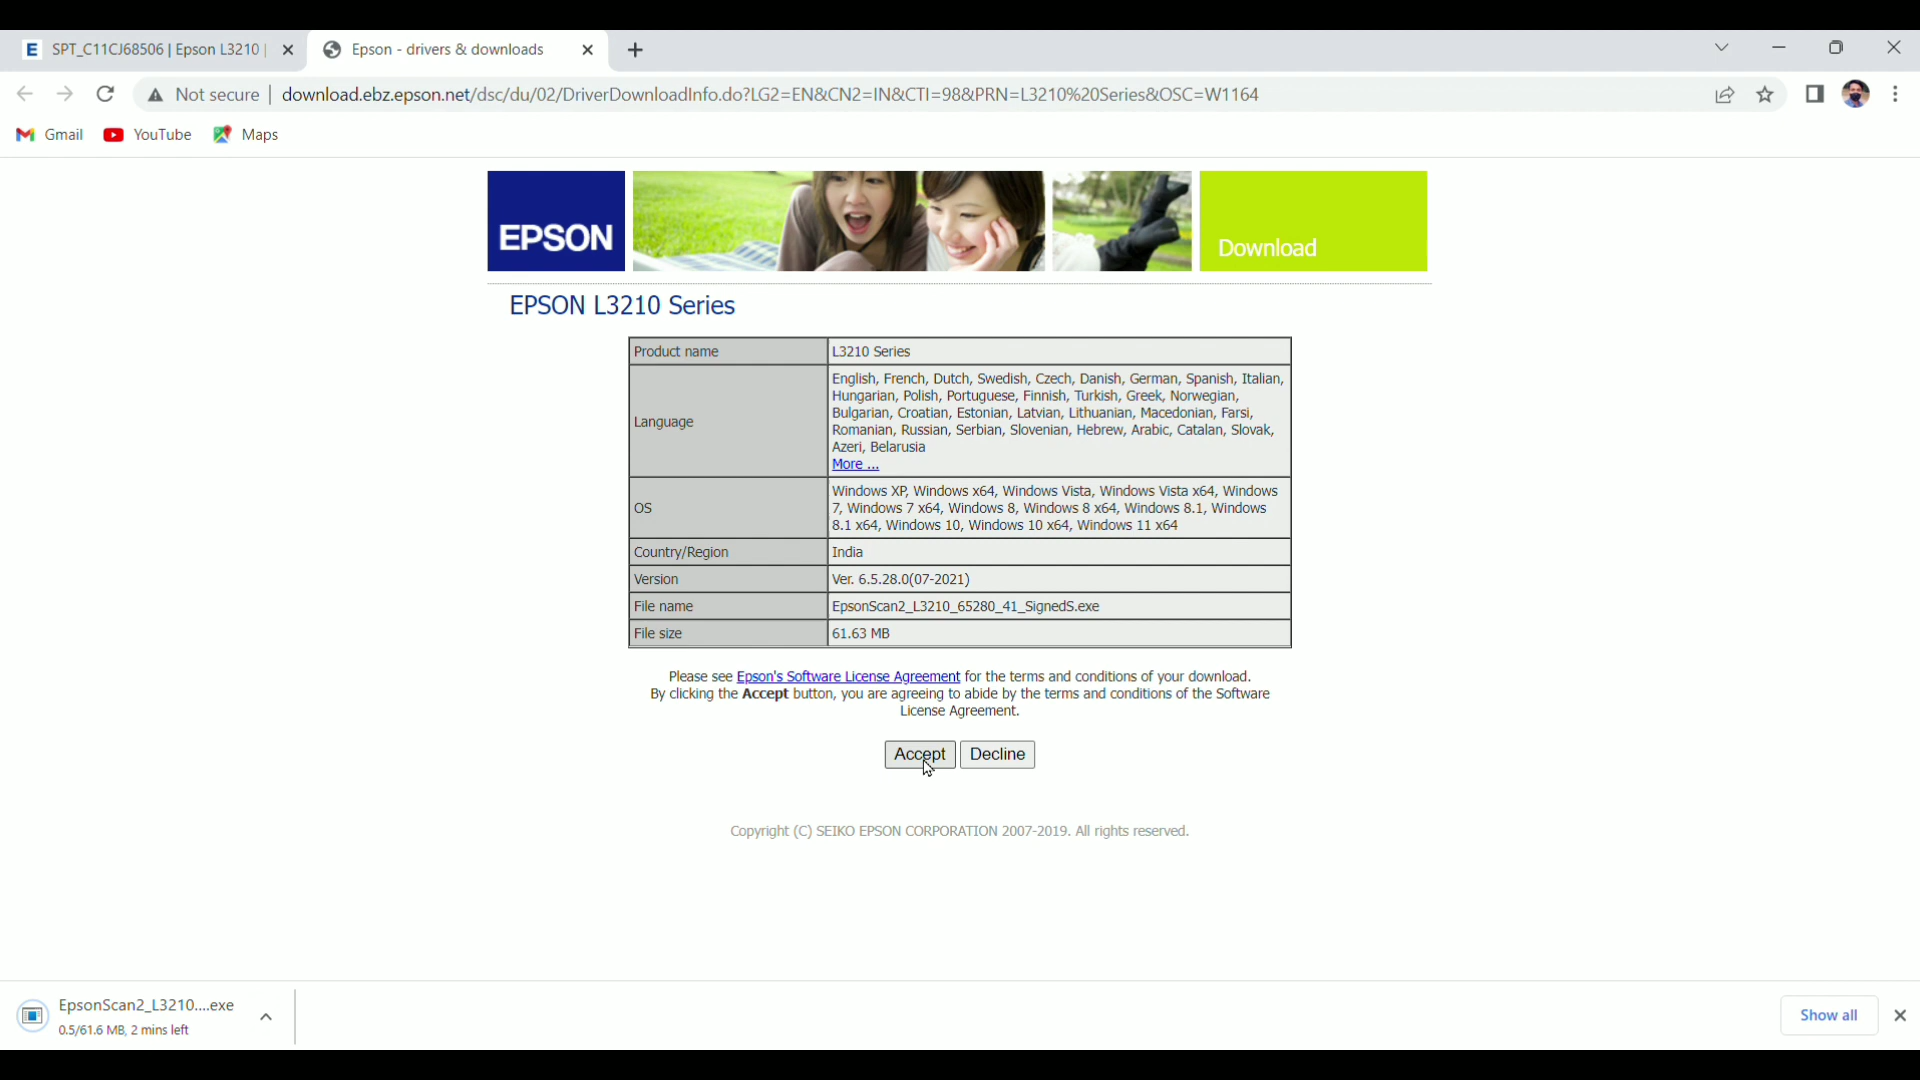 SPT_C11CJ68506 | Epson L3210 |
Epson - drivers & downloads
Not secure
download.ebz.epson.net/dsc/du/02/DriverDownloadInfo.do?LG2=EN&CN2=IN&CTI=98&PRN=L3210%20Series&OSC=W1164
Gmail
YouTube
Maps
EPSON
Download
EPSON L3210 Series
Product name
L3210 Series
Language
English, French, Dutch, Swedish, Czech, Danish, German, Spanish, Italian,
Hungarian, Polish, Portuguese, Finnish, Turkish, Greek, Norwegian,
Bulgarian, Croatian, Estonian, Latvian, Lithuanian, Macedonian, Farsi,
Romanian, Russian, Serbian, Slovenian, Hebrew, Arabic, Catalan, Slovak,
Azeri, Belarusia
More ...
OS
Windows XP, Windows x64, Windows Vista, Windows Vista x64, Windows
7, Windows 7 x64, Windows 8, Windows 8 x64, Windows 8.1, Windows
8.1 x64, Windows 10, Windows 10 x64, Windows 11 x64
Country/Region
India
Version
Ver. 6.5.28.0(07-2021)
File name
EpsonScan2_L3210_65280_41_SignedS.exe
File size
61.63 MB
Please see Epson's Software License Agreement for the terms and conditions of your download.
By clicking the Accept button, you are agreeing to abide by the terms and conditions of the Software
License Agreement.
Accept
Decline
Copyright (C) SEIKO EPSON CORPORATION 2007-2019. All rights reserved.
EpsonScan2_L3210....exe
0.5/61.6 MB, 2 mins left
Show all